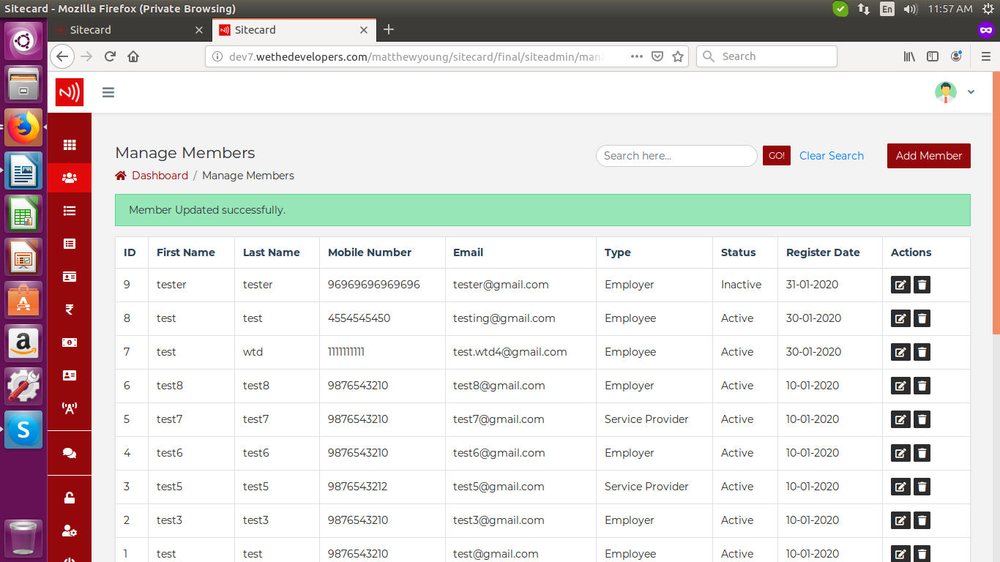 Sitecard - Mozilla Firefox (Private Browsing)
En
11:57 AM
Sitecard
Sitecard
dev7.wethedevelopers.com/matthewyoung/sitecard/final/siteadmin/man
Search
Manage Members
Search here...
GO!
Clear Search
Add Member
Dashboard / Manage Members
Member Updated successfully.
ID First Name Last Name Mobile Number Email Type Status Register Date Actions
9 tester tester 96969696969696 tester@gmail.com Employer Inactive 31-01-2020
8 test test 4554545450 testing@gmail.com Employee Active 30-01-2020
7 test wtd 1111111111 test.wtd4@gmail.com Employee Active 30-01-2020
6 test8 test8 9876543210 test8@gmail.com Employer Active 10-01-2020
5 test7 test7 9876543210 test7@gmail.com Service Provider Active 10-01-2020
4 test6 test6 9876543210 test6@gmail.com Employer Active 10-01-2020
3 test5 test5 9876543212 test5@gmail.com Service Provider Active 10-01-2020
2 test3 test3 9876543210 test3@gmail.com Employer Active 10-01-2020
1 test test 9876543210 test@gmail.com Employee Active 10-01-2020